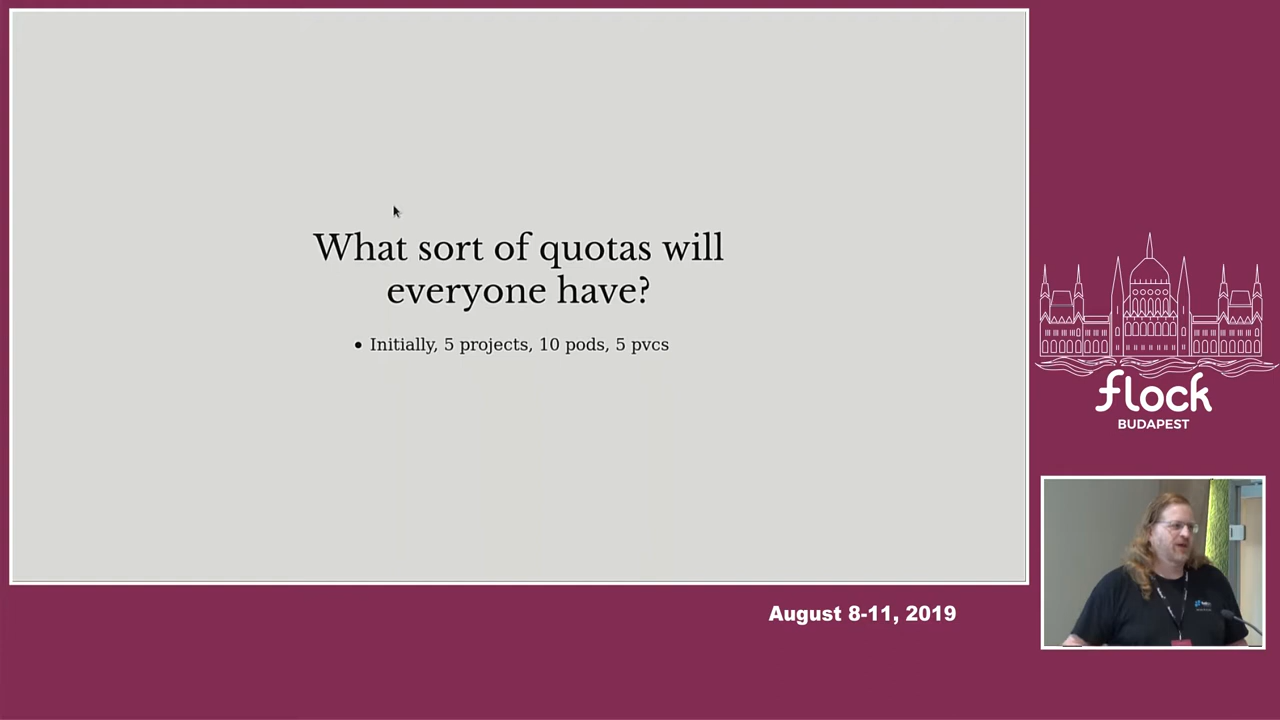 What sort of quotas will
everyone have?
• Initially, 5 projects, 10 pods, 5 pvcs
flock
BUDAPEST
August 8-11, 2019